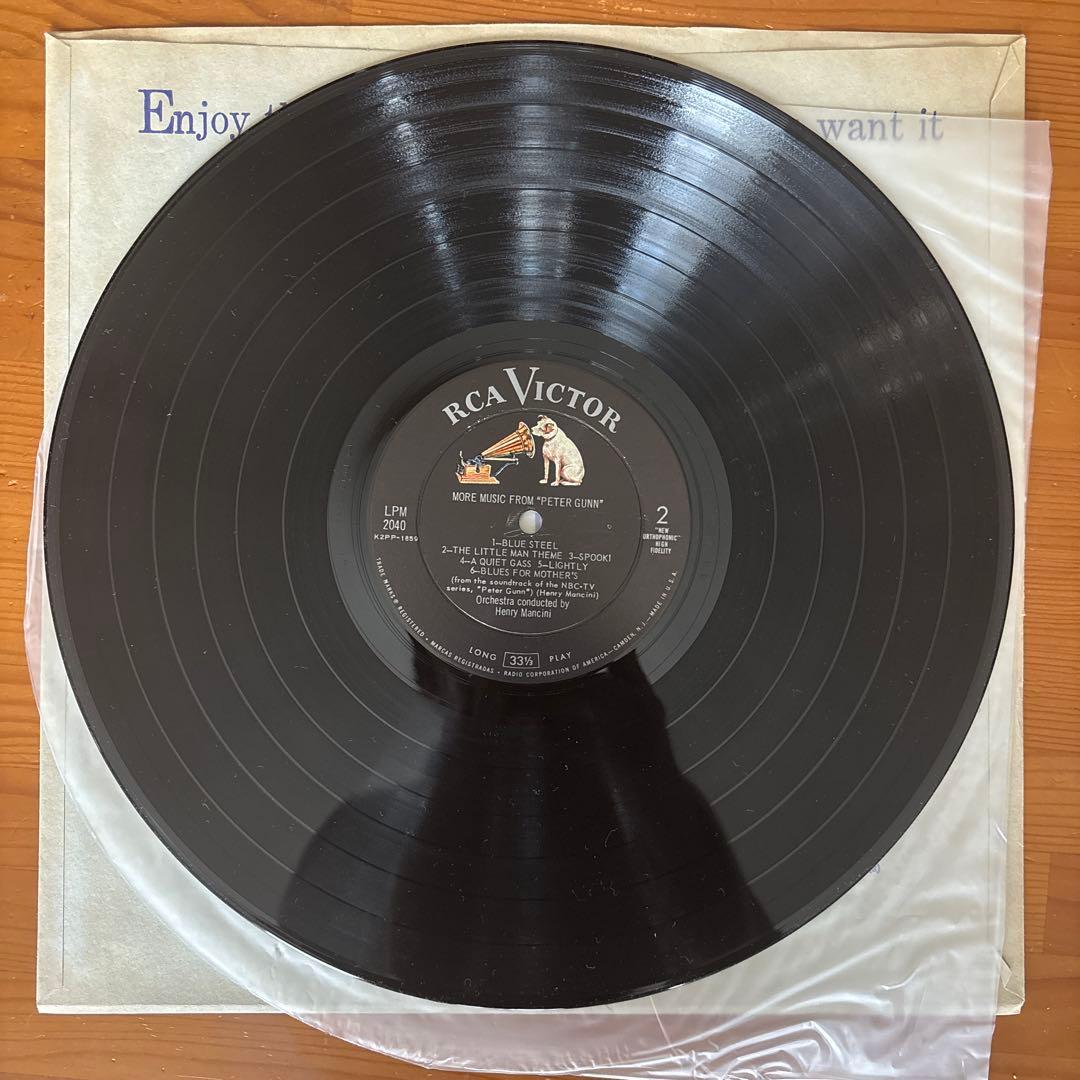 Enjoy
want it
RCA VICTOR
MORE MUSIC FROM "PETER GUNN"
LPM
2040
K2PP-1859
2
"NEW
ORTHOPHONIC"
HIGH
FIDELITY
1—BLUE STEEL
2—THE LITTLE MAN THEME 3—SPOOK!
4—A QUIET GASS 5—LIGHTLY
6—BLUES FOR MOTHER'S
(from the soundtrack of the NBC-TV
series, "Peter Gunn") (Henry Mancini)
Orchestra conducted by
Henry Mancini
LONG 33⅓ PLAY
TRADE MARKS ® REGISTERED • MARCAS REGISTRADAS • RADIO CORPORATION OF AMERICA—CAMDEN, N.J.—MADE IN U.S.A.